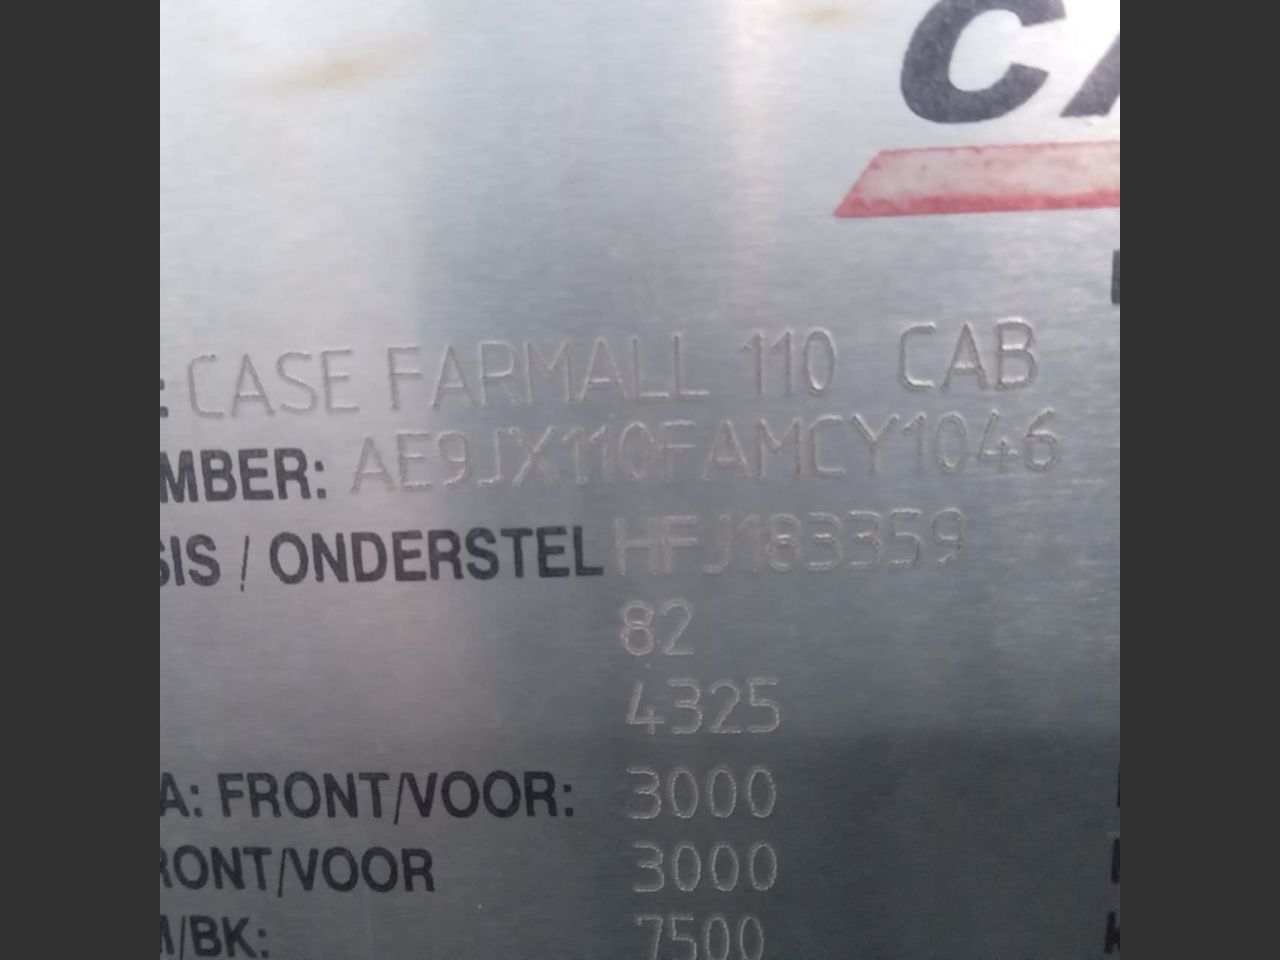 : CASE FARMALL 110 CAB
MBER: AE9JX110FAMCY1046
SIS / ONDERSTEL HFJ183359
82
4325
A: FRONT/VOOR: 3000
RONT/VOOR 3000
M/BK: 7500